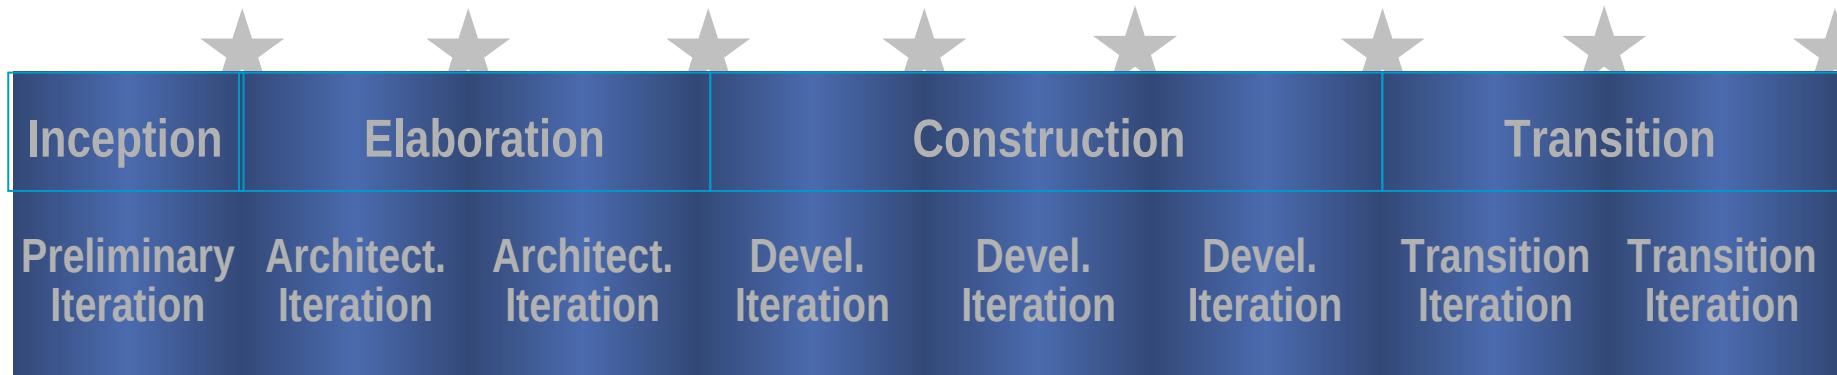 Inception Elaboration Construction Transition
Preliminary Architect. Architect. Devel. Devel. Devel. Transition Transition
Iteration Iteration Iteration Iteration Iteration Iteration Iteration Iteration